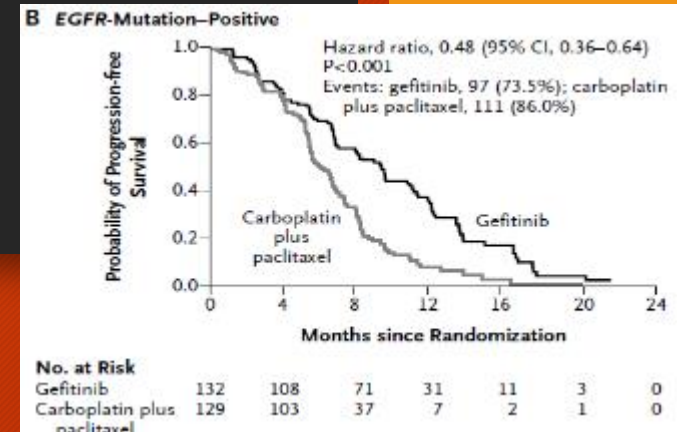 B EGFR-Mutation–Positive
Hazard ratio, 0.48 (95% CI, 0.36–0.64)
P<0.001
Events: gefitinib, 97 (73.5%); carboplatin
plus paclitaxel, 111 (86.0%)
Probability of Progression-free
Survival
1.0
0.8
0.6
0.4
0.2
0.0
Carboplatin
plus
paclitaxel
Gefitinib
0 4 8 12 16 20 24
Months since Randomization
No. at Risk
Gefitinib 132 108 71 31 11 3 0
Carboplatin plus 129 103 37 7 2 1 0
paclitaxel